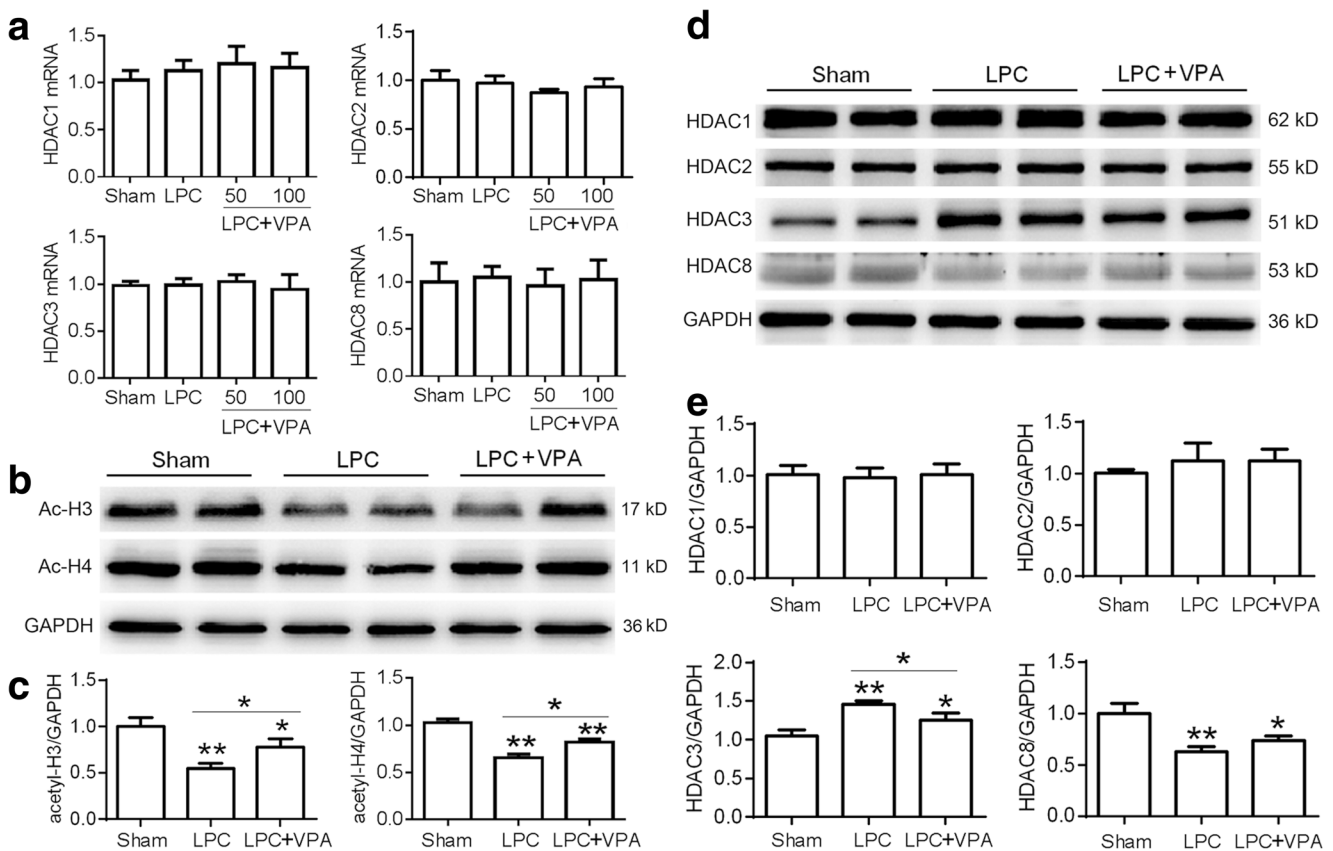 a
HDAC1 mRNA
1.5
1.0
0.5
0.0
Sham LPC 50 100
LPC+VPA
HDAC2 mRNA
1.5
1.0
0.5
0.0
Sham LPC 50 100
LPC+VPA
HDAC3 mRNA
1.5
1.0
0.5
0.0
Sham LPC 50 100
LPC+VPA
HDAC8 mRNA
1.5
1.0
0.5
0.0
Sham LPC 50 100
LPC+VPA
b
Sham LPC LPC+VPA
Ac-H3 17 kD
Ac-H4 11 kD
GAPDH 36 kD
c
acetyl-H3/GAPDH
1.5
1.0
0.5
0.0
*
** *
Sham LPC LPC+VPA
acetyl-H4/GAPDH
1.5
1.0
0.5
0.0
*
** **
Sham LPC LPC+VPA
d
Sham LPC LPC+VPA
HDAC1 62 kD
HDAC2 55 kD
HDAC3 51 kD
HDAC8 53 kD
GAPDH 36 kD
e
HDAC1/GAPDH
1.5
1.0
0.5
0.0
Sham LPC LPC+VPA
HDAC2/GAPDH
1.5
1.0
0.5
0.0
Sham LPC LPC+VPA
HDAC3/GAPDH
2.0
1.5
1.0
0.5
0.0
*
** *
Sham LPC LPC+VPA
HDAC8/GAPDH
1.5
1.0
0.5
0.0
** *
Sham LPC LPC+VPA